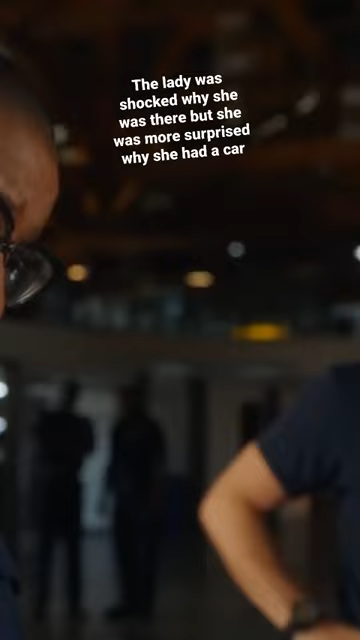 The lady was
shocked why she
was there but she
was more surprised
why she had a car